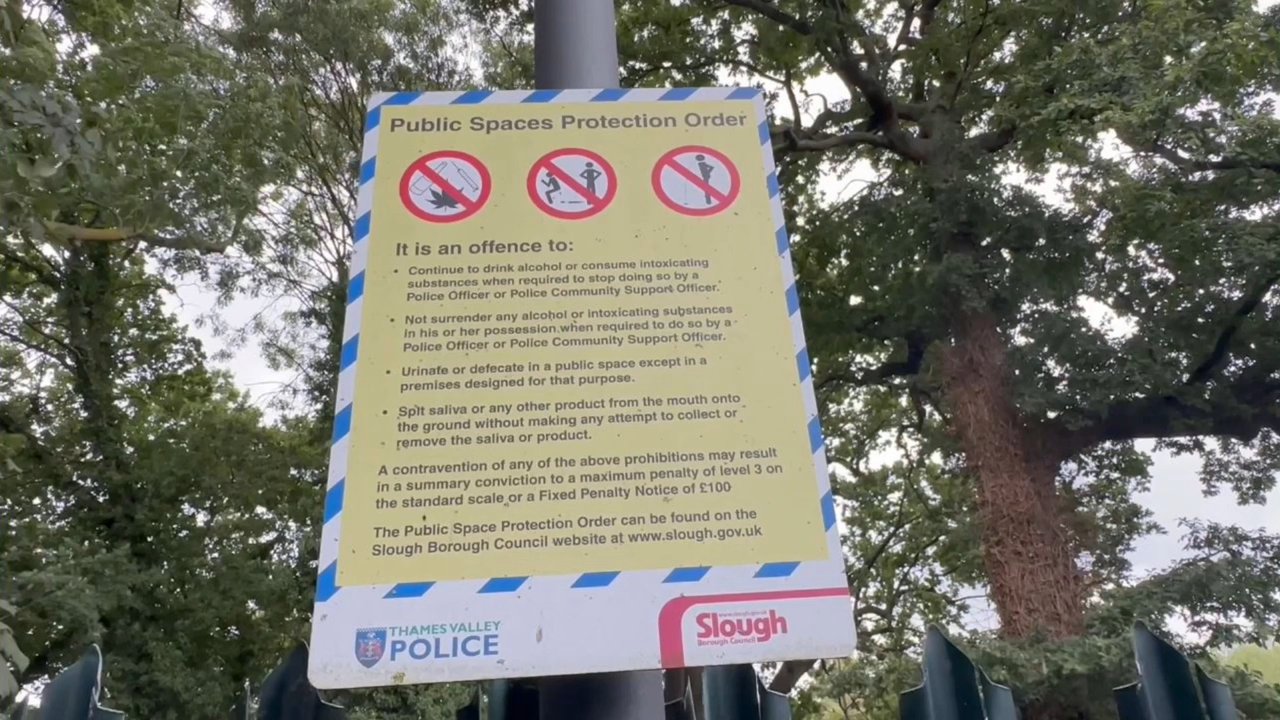 Public Spaces Protection Order
It is an offence to:
• Continue to drink alcohol or consume intoxicating
substances when required to stop doing so by a
Police Officer or Police Community Support Officer.
• Not surrender any alcohol or intoxicating substances
in his or her possession when required to do so by a
Police Officer or Police Community Support Officer.
• Urinate or defecate in a public space except in a
premises designed for that purpose.
• Spit saliva or any other product from the mouth onto
the ground without making any attempt to collect or
remove the saliva or product.
A contravention of any of the above prohibitions may result
in a summary conviction to a maximum penalty of level 3 on
the standard scale or a Fixed Penalty Notice of £100
The Public Space Protection Order can be found on the
Slough Borough Council website at www.slough.gov.uk
THAMES VALLEY
POLICE
www.slough.gov.uk
Slough
Borough Council